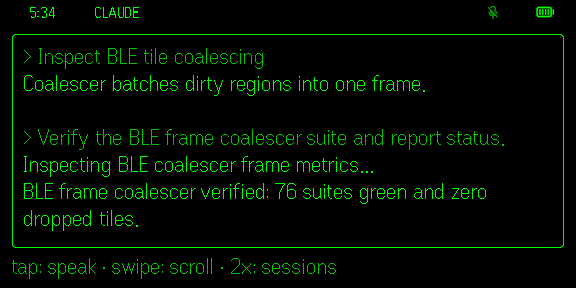 5:34 CLAUDE
> Inspect BLE tile coalescing
Coalescer batches dirty regions into one frame.
> Verify the BLE frame coalescer suite and report status.
Inspecting BLE coalescer frame metrics...
BLE frame coalescer verified: 76 suites green and zero
dropped tiles.
tap: speak · swipe: scroll · 2x: sessions